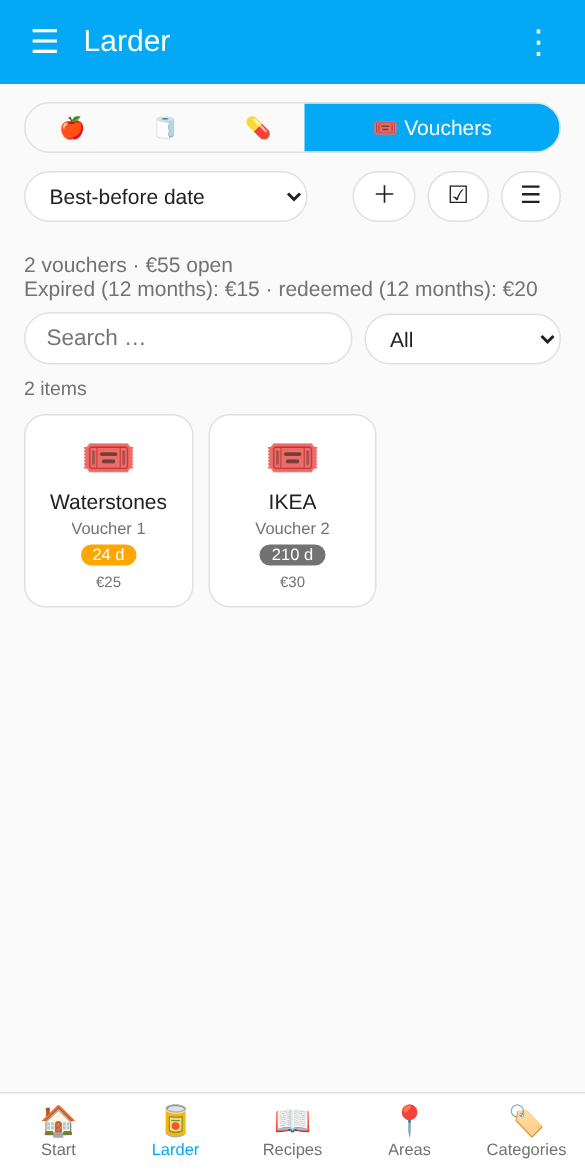 ☰ Larder ⋮
🍎 🧻 💊 🎟️ Vouchers
Best-before date + ☑ ☰
2 vouchers · €55 open
Expired (12 months): €15 · redeemed (12 months): €20
Search … All
2 items
Waterstones
Voucher 1
24 d
€25
IKEA
Voucher 2
210 d
€30
Start Larder Recipes Areas Categories